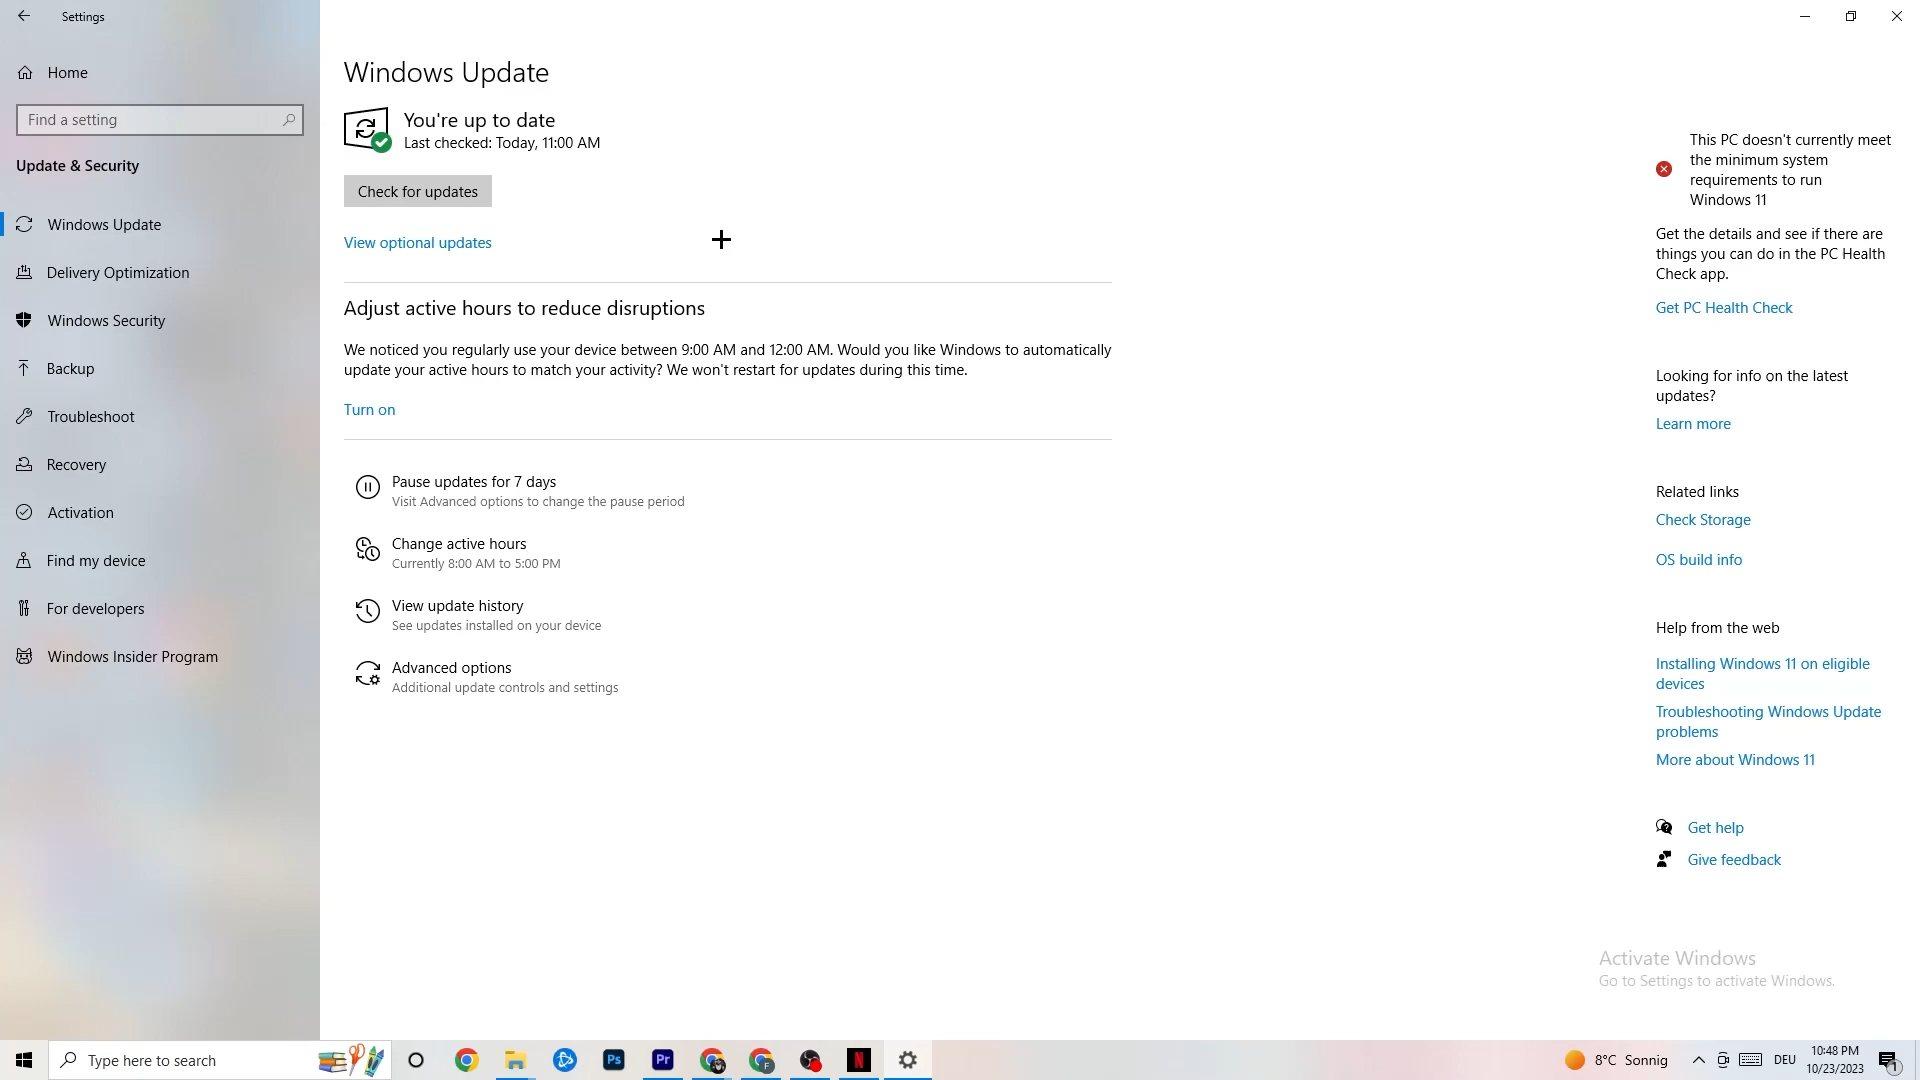 Settings
Home
Find a setting
Update & Security
Windows Update
Delivery Optimization
Windows Security
Backup
Troubleshoot
Recovery
Activation
Find my device
For developers
Windows Insider Program
Windows Update
You're up to date
Last checked: Today, 11:00 AM
Check for updates
View optional updates
Adjust active hours to reduce disruptions
We noticed you regularly use your device between 9:00 AM and 12:00 AM. Would you like Windows to automatically
update your active hours to match your activity? We won't restart for updates during this time.
Turn on
Pause updates for 7 days
Visit Advanced options to change the pause period
Change active hours
Currently 8:00 AM to 5:00 PM
View update history
See updates installed on your device
Advanced options
Additional update controls and settings
This PC doesn't currently meet
the minimum system
requirements to run
Windows 11
Get the details and see if there are
things you can do in the PC Health
Check app.
Get PC Health Check
Looking for info on the latest
updates?
Learn more
Related links
Check Storage
OS build info
Help from the web
Installing Windows 11 on eligible
devices
Troubleshooting Windows Update
problems
More about Windows 11
Get help
Give feedback
Activate Windows
Go to Settings to activate Windows.
Type here to search
Ps
Pr
F
N
8°C Sonnig
DEU
10:48 PM
10/23/2023
1